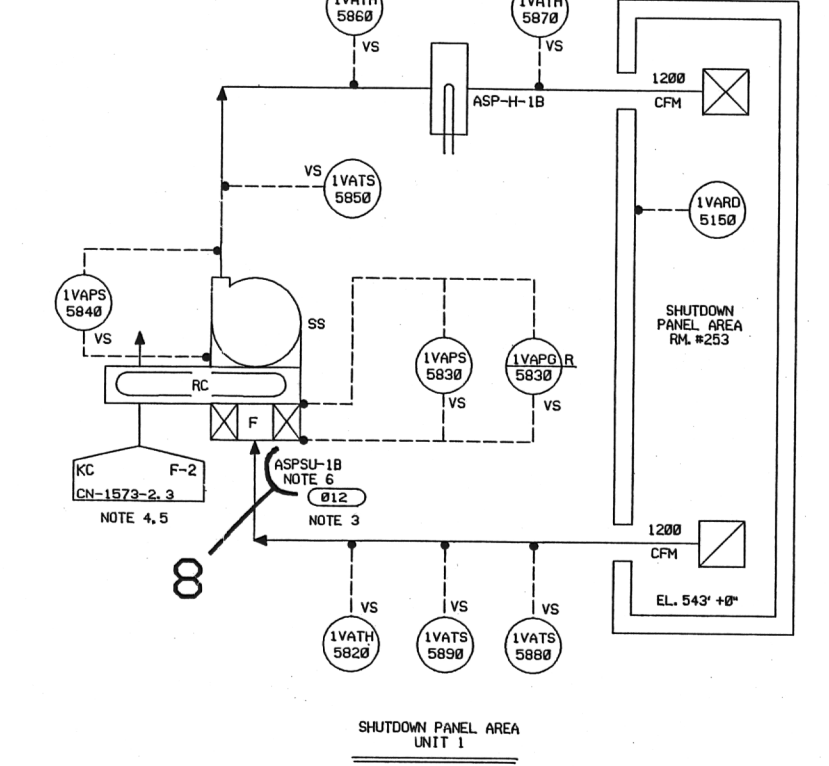 1VATH
5860
VS
1VATH
5870
VS
1200
CFM
ASP-H-1B
VS
1VATS
5850
1VARD
5150
1VAPS
5840
VS
SS
SHUTDOWN
PANEL AREA
RM. #253
1VAPS
5830
VS
1VAPG R
5830
VS
RC
F
KC F-2
CN-1573-2.3
NOTE 4,5
ASPSU-1B
NOTE 6
012
NOTE 3
8
1200
CFM
EL. 543' +0"
VS
1VATH
5820
VS
1VATS
5890
VS
1VATS
5880
SHUTDOWN PANEL AREA
UNIT 1